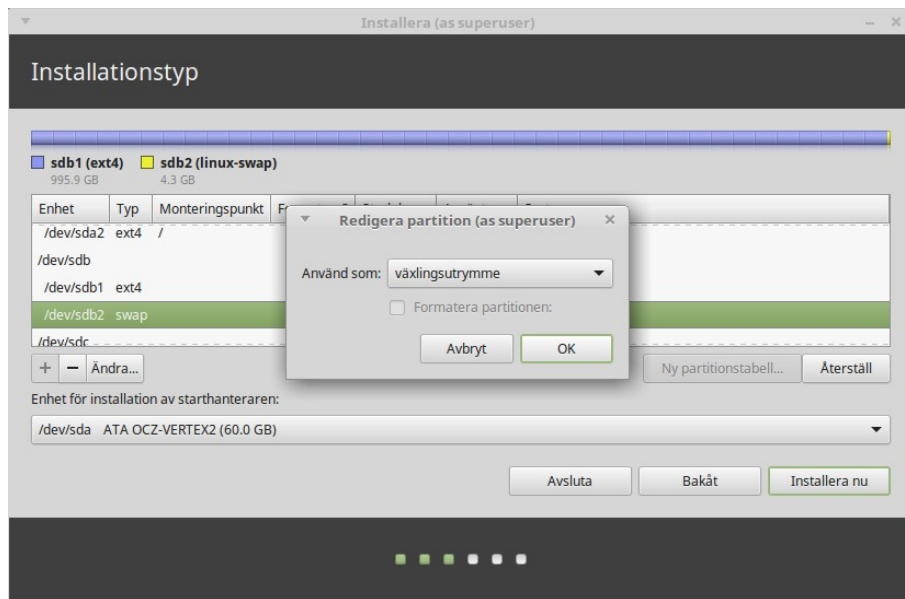 Installera (as superuser)
Installationstyp
sdb1 (ext4) sdb2 (linux-swap)
995.9 GB 4.3 GB
Enhet Typ Monteringspunkt
/dev/sda2 ext4 /
/dev/sdb
/dev/sdb1 ext4
/dev/sdb2 swap
/dev/sdc
Redigera partition (as superuser)
Använd som: växlingsutrymme
Formatera partitionen:
Avbryt OK
+ − Ändra... Ny partitionstabell... Återställ
Enhet för installation av starthanteraren:
/dev/sda ATA OCZ-VERTEX2 (60.0 GB)
Avsluta Bakåt Installera nu